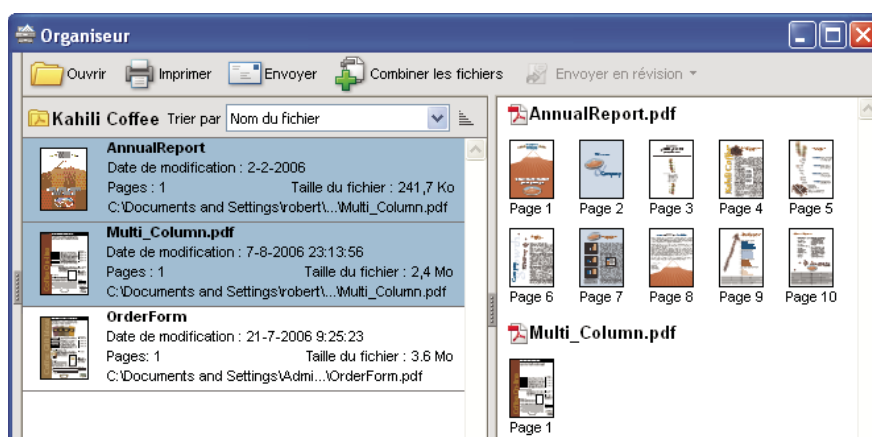 Organiseur
Ouvrir Imprimer Envoyer Combiner les fichiers Envoyer en révision
Kahili Coffee Trier par Nom du fichier
AnnualReport
Date de modification : 2-2-2006
Pages : 1 Taille du fichier : 241,7 Ko
C:\Documents and Settings\robert\...\Multi_Column.pdf
Multi_Column.pdf
Date de modification : 7-8-2006 23:13:56
Pages : 1 Taille du fichier : 2,4 Mo
C:\Documents and Settings\robert\...\Multi_Column.pdf
OrderForm
Date de modification : 21-7-2006 9:25:23
Pages: 1 Taille du fichier : 3.6 Mo
C:\Documents and Settings\Admi...\OrderForm.pdf
AnnualReport.pdf
Page 1 Page 2 Page 3 Page 4 Page 5
Page 6 Page 7 Page 8 Page 9 Page 10
Multi_Column.pdf
Page 1